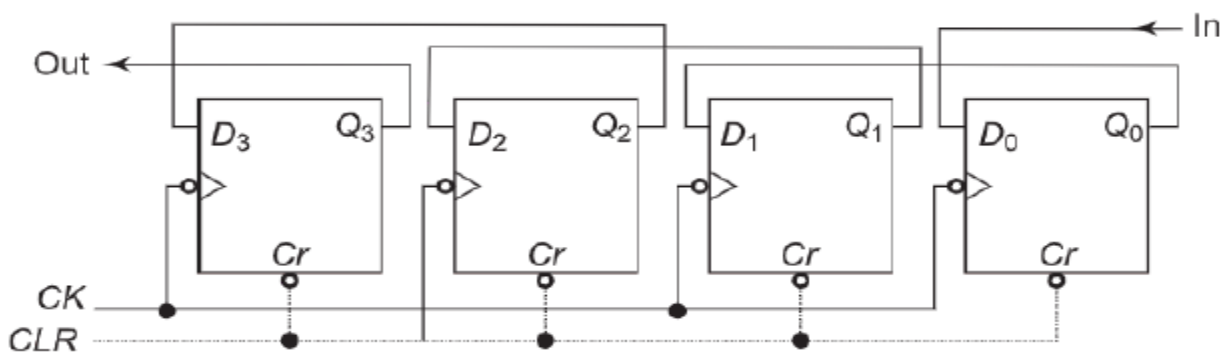 In
Out
D3 Q3 D2 Q2 D1 Q1 D0 Q0
Cr Cr Cr Cr
CK
CLR